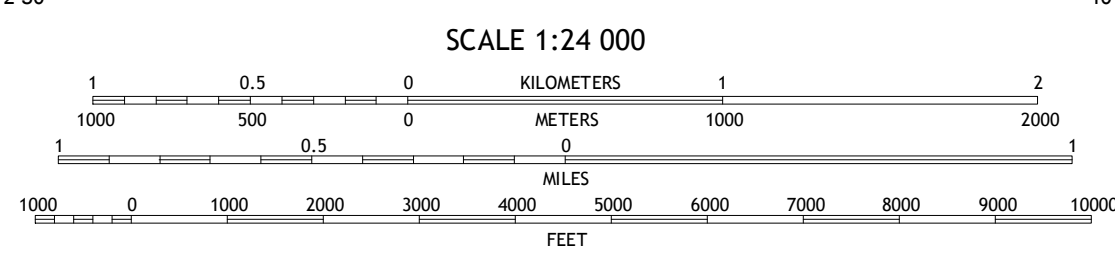 SCALE 1:24 000
1 0.5 0 KILOMETERS 1 2
1000 500 0 METERS 1000 2000
1 0.5 0 1
MILES
1000 0 1000 2000 3000 4000 5000 6000 7000 8000 9000 10000
FEET